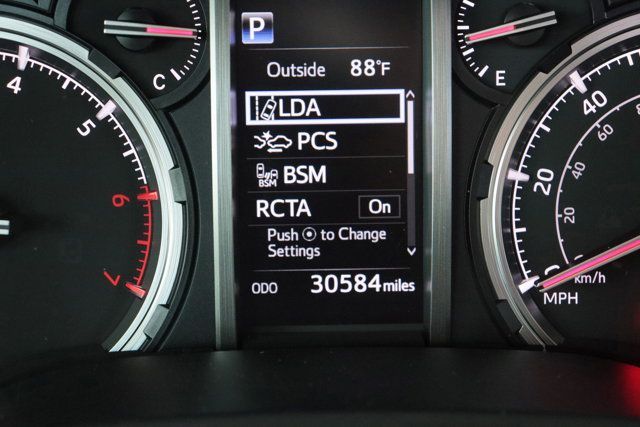 P
Outside 88°F
LDA
PCS
BSM
BSM
RCTA On
Push to Change
Settings
ODO 30584 miles
4
5
6
7
C
E
40
20
0
60
40
20
km/h
MPH